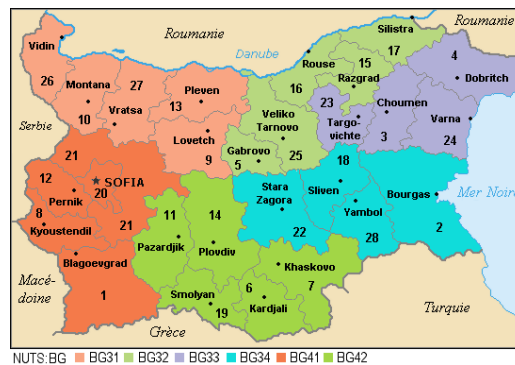 Roumanie
Roumanie
Silistra
Vidin
Danube
17
4
Rouse
15
Dobritch
26
Montana
27
Pleven
16
Razgrad
13
23
Choumen
10
Vratsa
Veliko
Tarnovo
Targo-
vichte
Varna
Serbie
Lovetch
3
24
21
9
Gabrovo
5
25
18
12
SOFIA
Stara
Zagora
Sliven
Bourgas
Mer Noire
Pernik
20
8
11
14
Yambol
Kyoustendil
21
Pazardjik
22
2
Plovdiv
28
Blagoevgrad
Khaskovo
Macé-
doine
1
Smolyan
6
7
19
Kardjali
Turquie
Grèce
NUTS:BG BG31 BG32 BG33 BG34 BG41 BG42